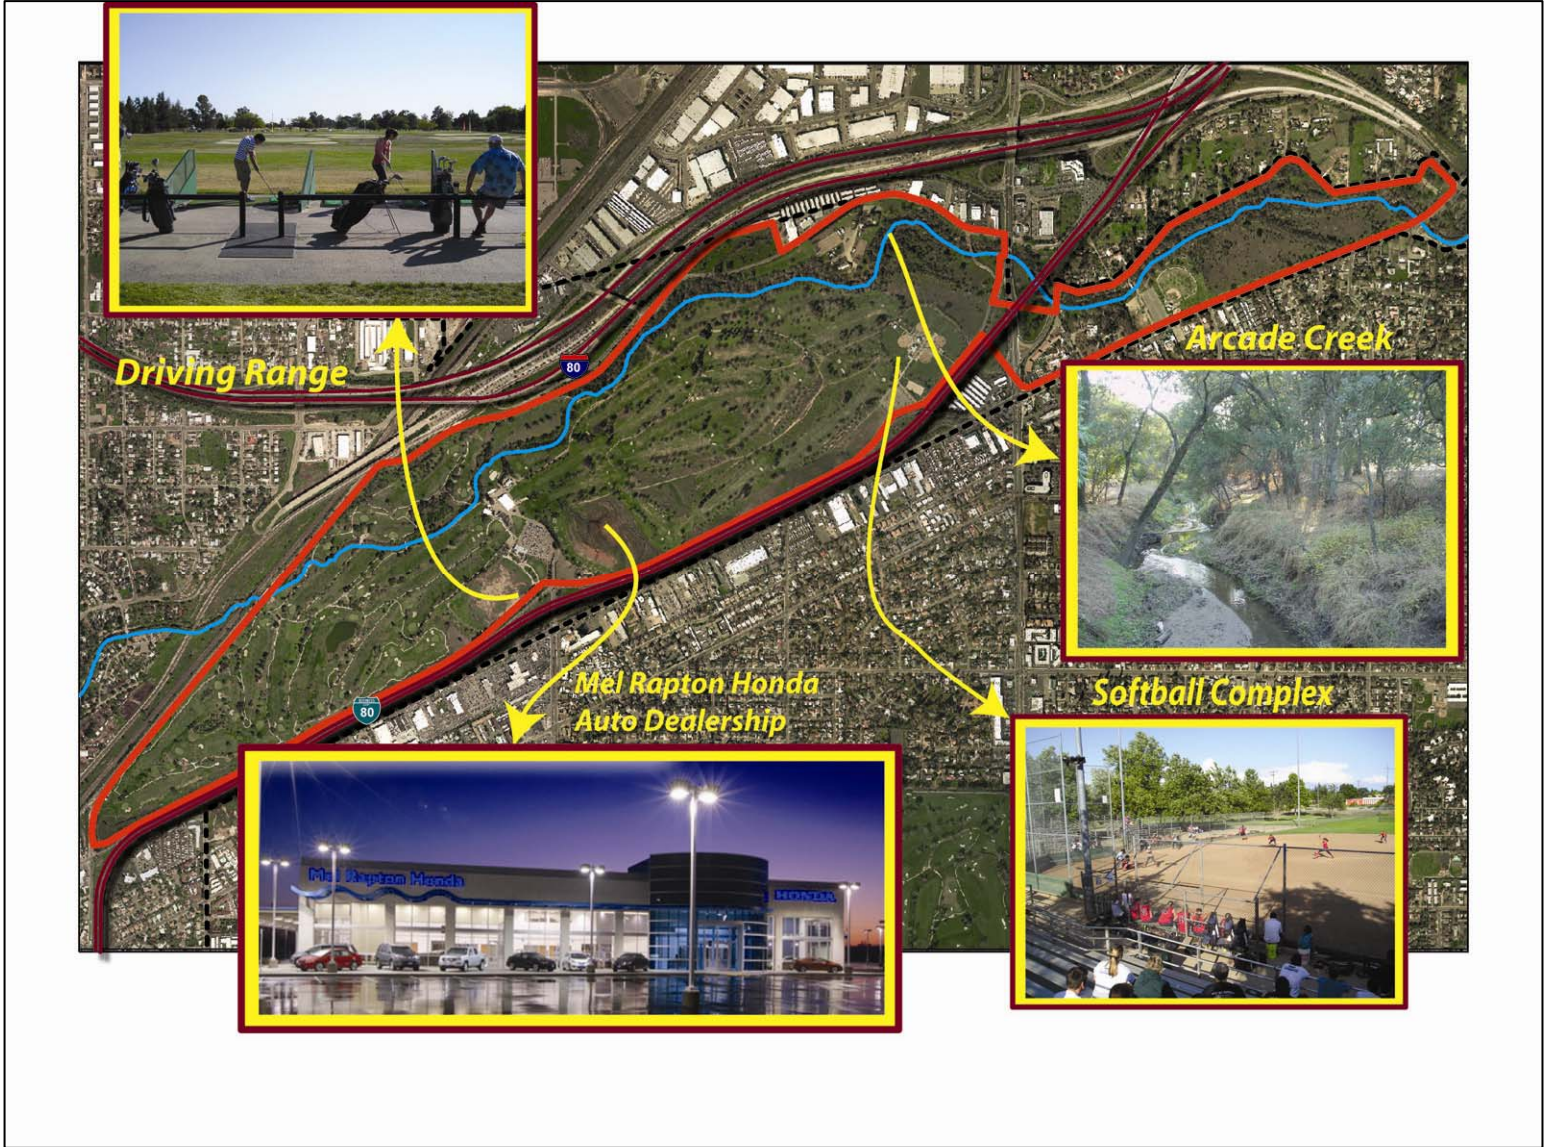 Driving Range
80
Arcade Creek
80
Mel Rapton Honda
Auto Dealership
Softball Complex
Mel Rapton Honda
HONDA